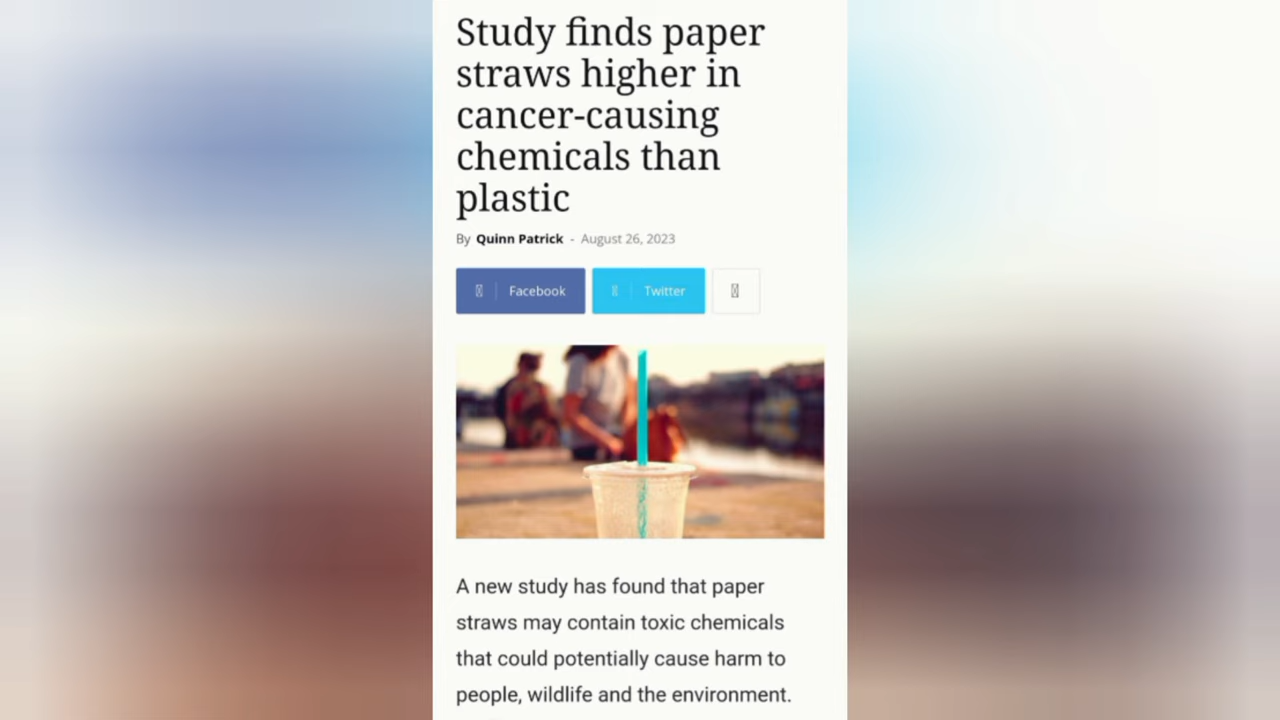 Study finds paper
straws higher in
cancer-causing
chemicals than
plastic
By Quinn Patrick - August 26, 2023
Facebook
Twitter
A new study has found that paper
straws may contain toxic chemicals
that could potentially cause harm to
people, wildlife and the environment.